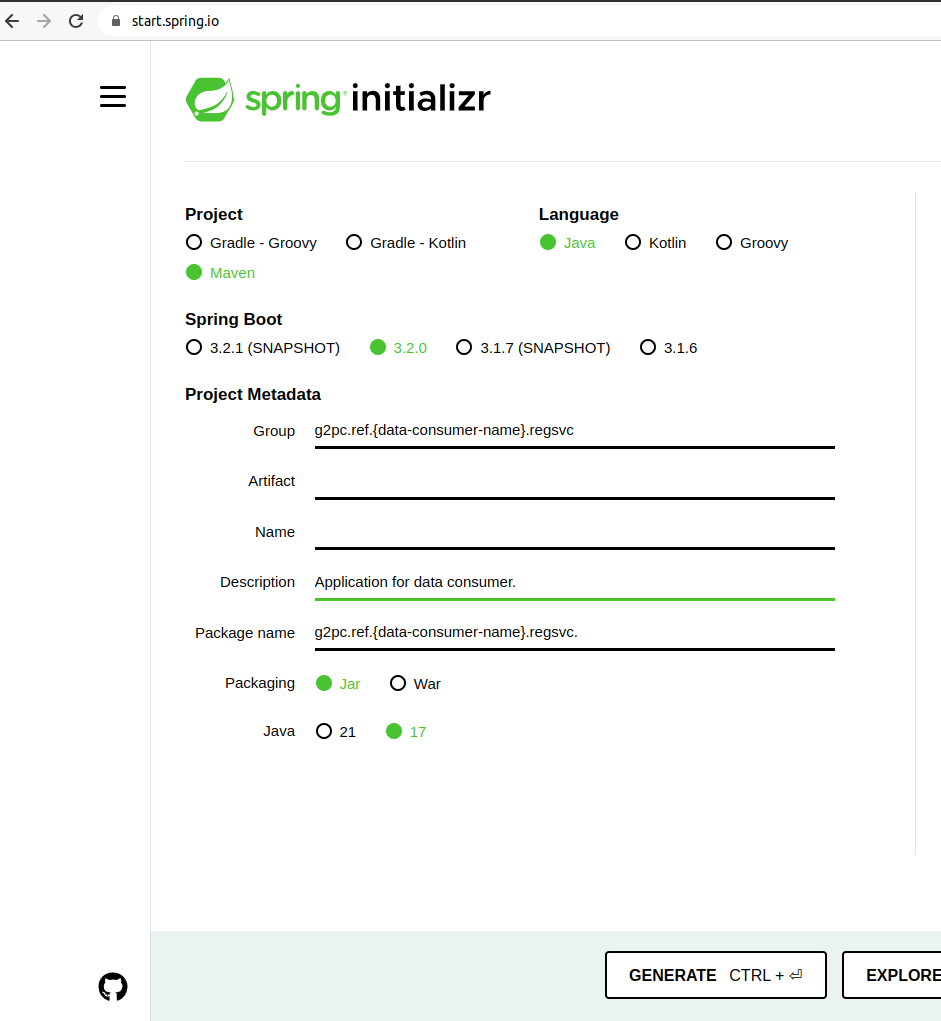 start.spring.io
spring initializr
Project
Language
Gradle - Groovy Gradle - Kotlin
Java Kotlin Groovy
Maven
Spring Boot
3.2.1 (SNAPSHOT) 3.2.0 3.1.7 (SNAPSHOT) 3.1.6
Project Metadata
Group g2pc.ref.{data-consumer-name}.regsvc
Artifact
Name
Description Application for data consumer.
Package name g2pc.ref.{data-consumer-name}.regsvc.
Packaging Jar War
Java 21 17
GENERATE CTRL + ⏎ EXPLORE